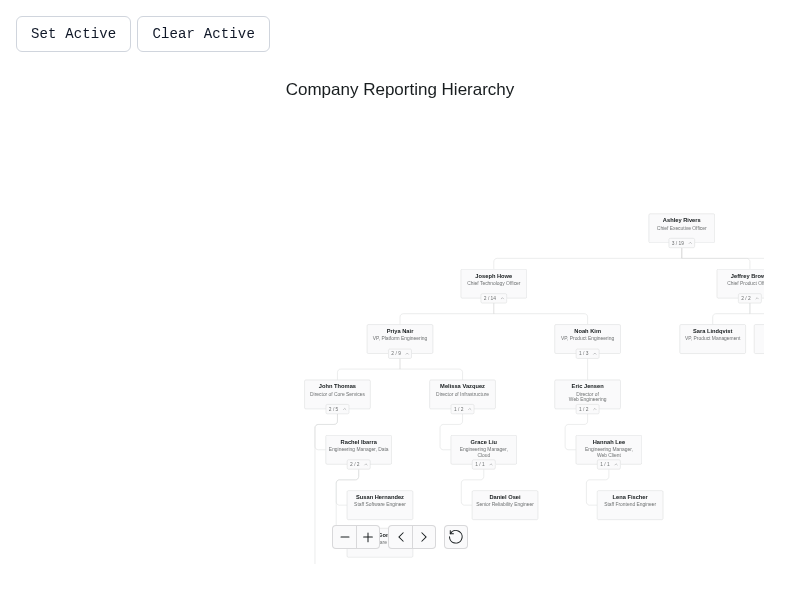 Set Active
Clear Active
Company Reporting Hierarchy
Ashley Rivers
Chief Executive Officer
3 / 19
Joseph Howe
Chief Technology Officer
2 / 14
Jeffrey
Chief Product
2 / 2
Priya Nair
VP, Platform Engineering
2 / 9
Noah Kim
VP, Product Engineering
1 / 3
Sara Lindqvist
VP, Product Management
John Thomas
Director of Core Services
2 / 5
Melissa Vazquez
Director of Infrastructure
1 / 2
Eric Jensen
Director of
Web Engineering
1 / 2
Rachel Ibarra
Engineering Manager, Data
2 / 2
Grace Liu
Engineering Manager,
Cloud
1 / 1
Hannah Lee
Engineering Manager,
Web Client
1 / 1
Susan Hernandez
Staff Software Engineer
Daniel Osei
Senior Reliability Engineer
Lena Fischer
Staff Frontend Engineer